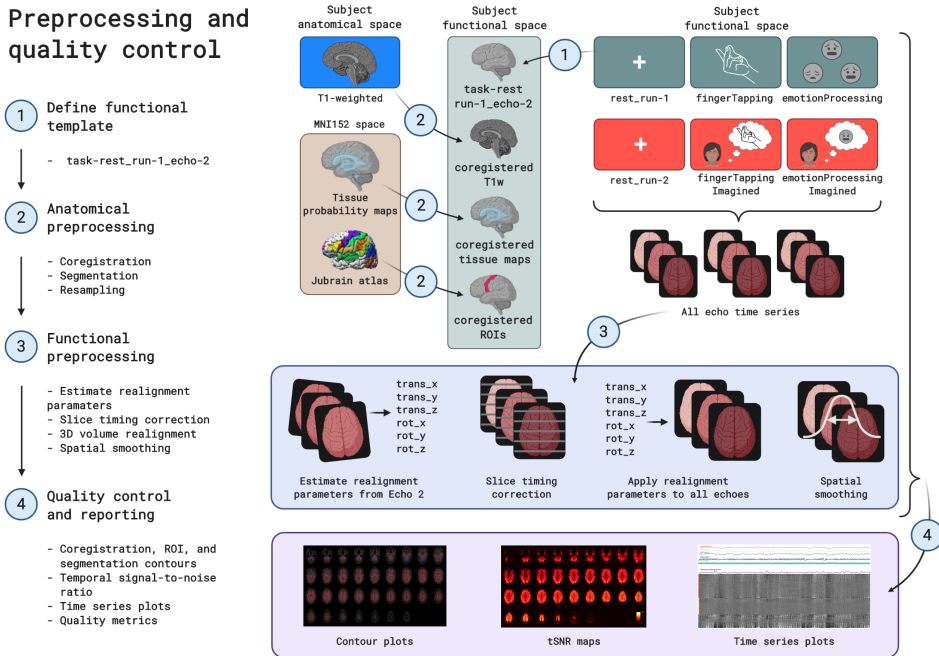 Preprocessing and
quality control
1
Define functional
template
- task-rest_run-1_echo-2
2
Anatomical
preprocessing
- Coregistration
- Segmentation
- Resampling
3
Functional
preprocessing
- Estimate realignment
paramaters
- Slice timing correction
- 3D volume realignment
- Spatial smoothing
4
Quality control
and reporting
- Coregistration, ROI, and
segmentation contours
- Temporal signal-to-noise
ratio
- Time series plots
- Quality metrics
Subject
anatomical space
T1-weighted
MNI152 space
Tissue
probability maps
Jubrain atlas
2
2
2
Subject
functional space
task-rest
run-1_echo-2
coregistered
T1w
coregistered
tissue maps
coregistered
ROIs
1
Subject
functional space
rest_run-1
fingerTapping
emotionProcessing
rest_run-2
fingerTapping
Imagined
emotionProcessing
Imagined
All echo time series
3
trans_x
trans_y
trans_z
rot_x
rot_y
rot_z
Estimate realignment
parameters from Echo 2
Slice timing
correction
trans_x
trans_y
trans_z
rot_x
rot_y
rot_z
Apply realignment
parameters to all echoes
Spatial
smoothing
4
Contour plots
tSNR maps
Time series plots